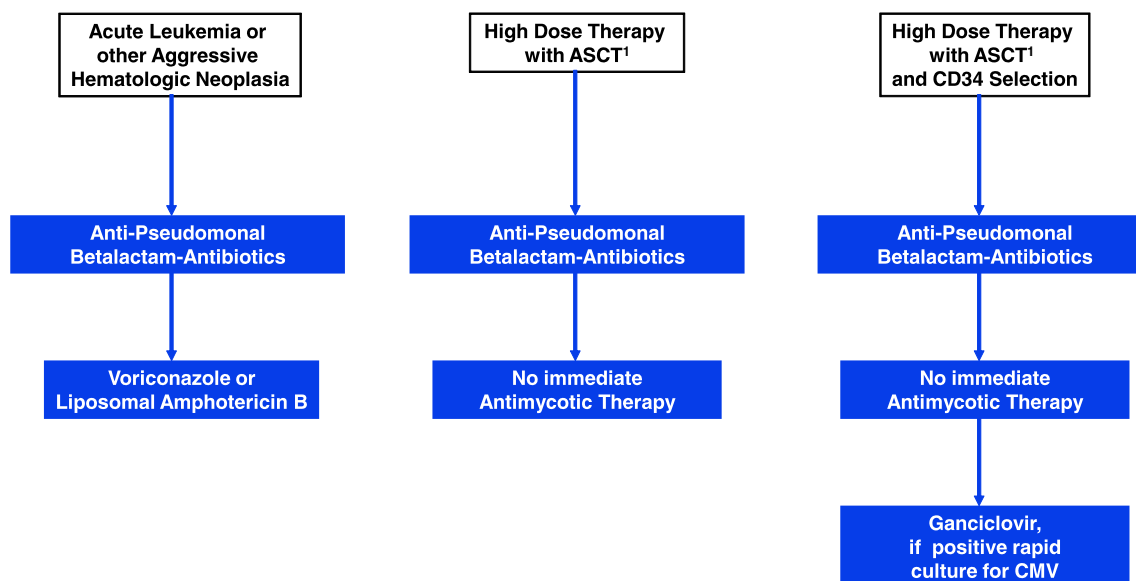 Acute Leukemia or
other Aggressive
Hematologic Neoplasia
Anti-Pseudomonal
Betalactam-Antibiotics
Voriconazole or
Liposomal Amphotericin B
High Dose Therapy
with ASCT¹
Anti-Pseudomonal
Betalactam-Antibiotics
No immediate
Antimycotic Therapy
High Dose Therapy
with ASCT¹
and CD34 Selection
Anti-Pseudomonal
Betalactam-Antibiotics
No immediate
Antimycotic Therapy
Ganciclovir,
if positive rapid
culture for CMV